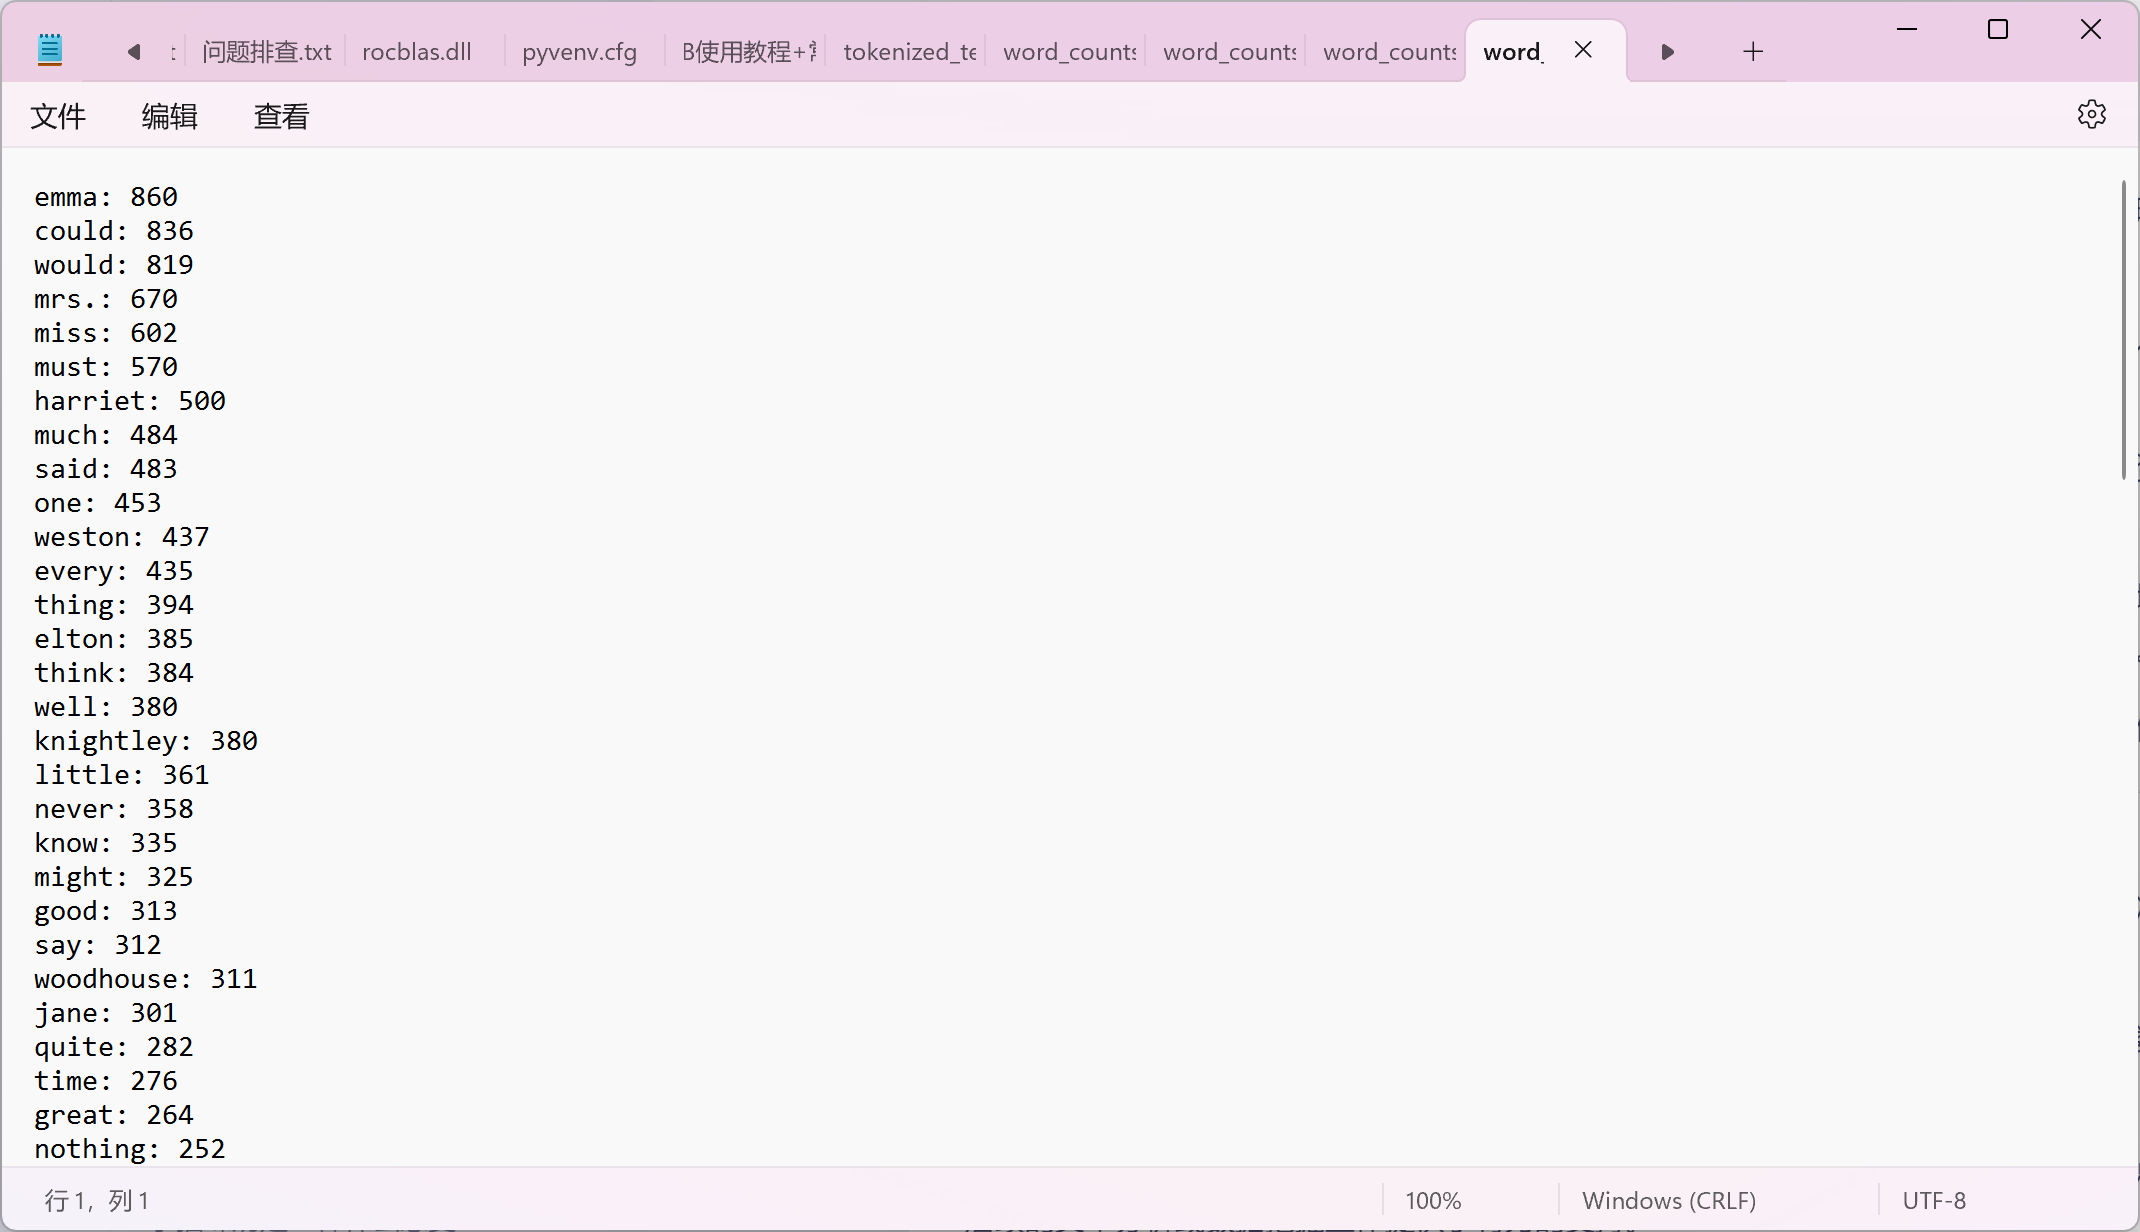 问题排查.txt rocblas.dll pyvenv.cfg B使用教程+ tokenized_te word_counts word_counts word_counts word_
文件 编辑 查看
emma: 860
could: 836
would: 819
mrs.: 670
miss: 602
must: 570
harriet: 500
much: 484
said: 483
one: 453
weston: 437
every: 435
thing: 394
elton: 385
think: 384
well: 380
knightley: 380
little: 361
never: 358
know: 335
might: 325
good: 313
say: 312
woodhouse: 311
jane: 301
quite: 282
time: 276
great: 264
nothing: 252
行 1，列 1 100% Windows (CRLF) UTF-8